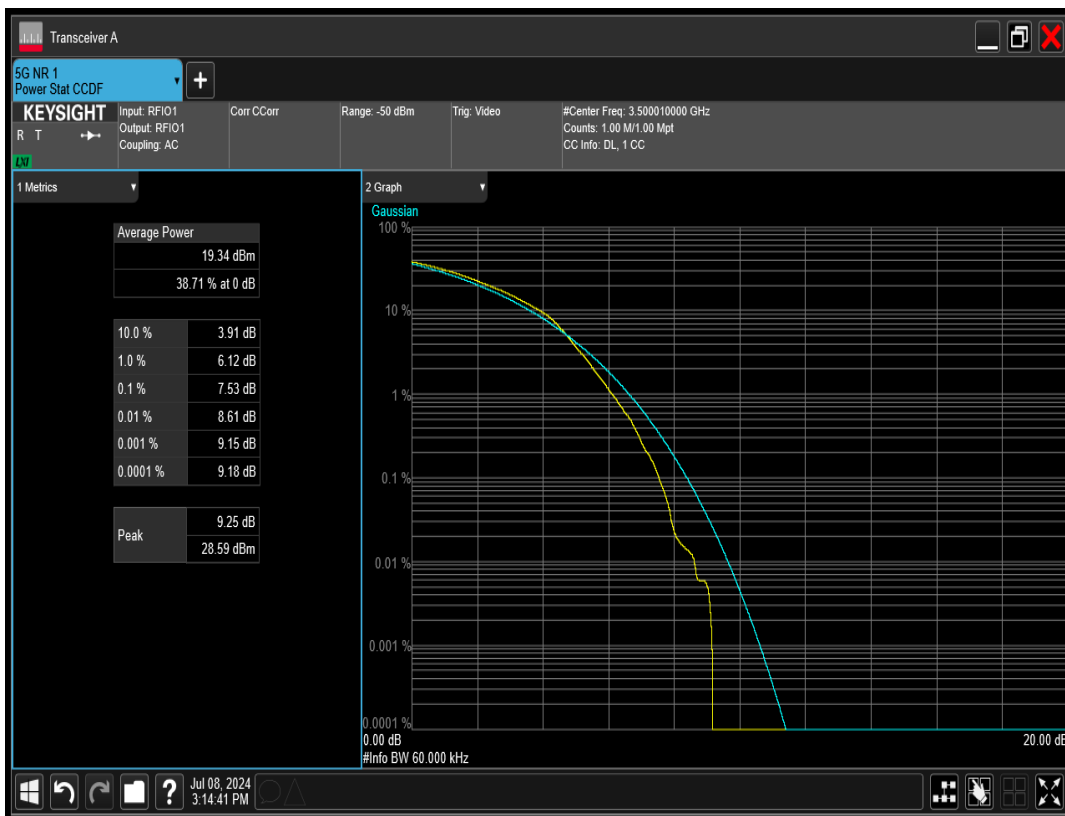 Transceiver A
5G NR 1
Power Stat CCDF
+
KEYSIGHT
R T
LXI
Input: RFIO1
Output: RFIO1
Coupling: AC
Corr CCorr
Range: -50 dBm
Trig: Video
#Center Freq: 3.500010000 GHz
Counts: 1.00 M/1.00 Mpt
CC Info: DL, 1 CC
1 Metrics
Average Power
19.34 dBm
38.71 % at 0 dB
10.0 % 3.91 dB
1.0 % 6.12 dB
0.1 % 7.53 dB
0.01 % 8.61 dB
0.001 % 9.15 dB
0.0001 % 9.18 dB
Peak
9.25 dB
28.59 dBm
2 Graph
Gaussian
100 %
10 %
1 %
0.1 %
0.01 %
0.001 %
0.0001 %
0.00 dB
20.00 dB
#Info BW 60.000 kHz
?
Jul 08, 2024
3:14:41 PM